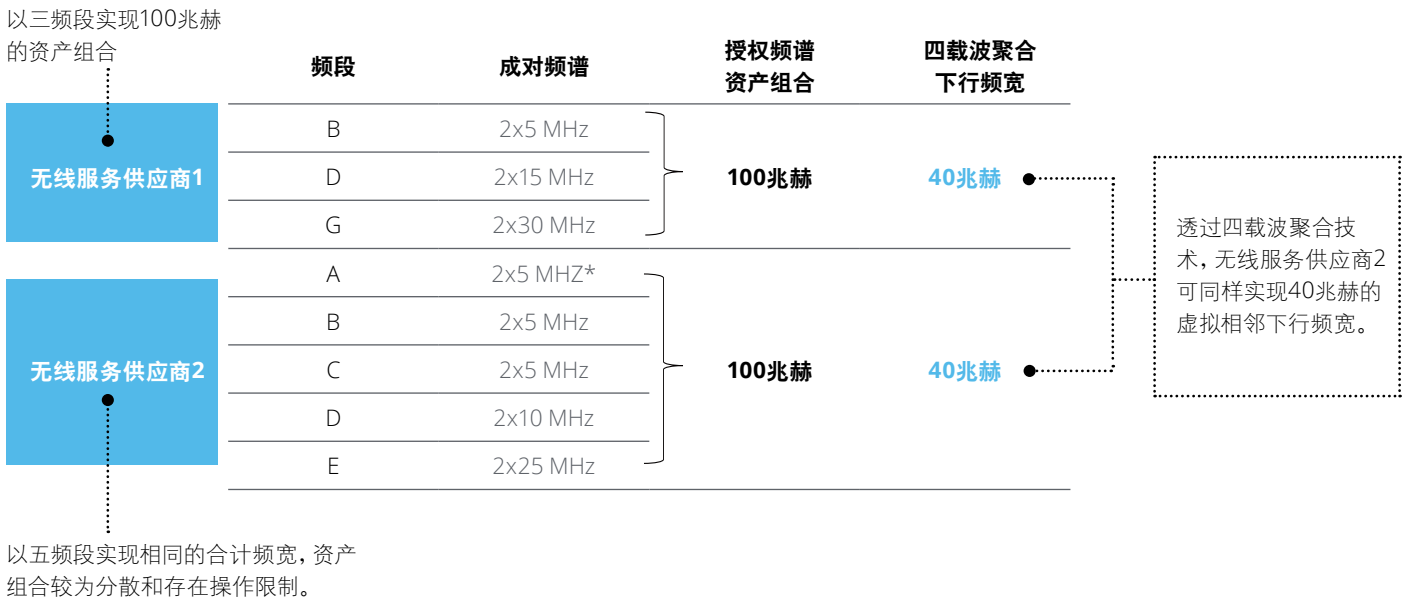 以三频段实现100兆赫
的资产组合
频段
成对频谱
授权频谱
资产组合
四载波聚合
下行频宽
无线服务供应商1
B
2x5 MHz
D
2x15 MHz
G
2x30 MHz
100兆赫
40兆赫
无线服务供应商2
A
2x5 MHZ*
B
2x5 MHz
C
2x5 MHz
D
2x10 MHz
E
2x25 MHz
100兆赫
40兆赫
透过四载波聚合技
术，无线服务供应商2
可同样实现40兆赫的
虚拟相邻下行频宽。
以五频段实现相同的合计频宽，资产
组合较为分散和存在操作限制。